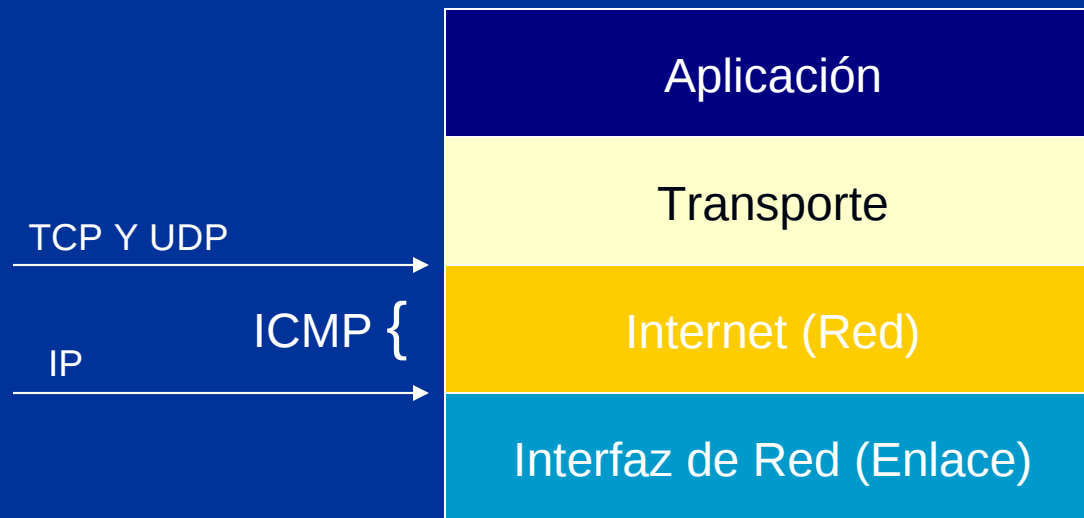 Aplicación
Transporte
TCP Y UDP
ICMP {
Internet (Red)
IP
Interfaz de Red (Enlace)